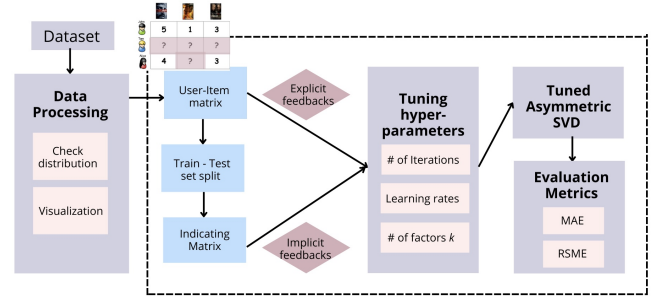 Dataset
Data
Processing
Check
distribution
Visualization
5 1 3
? ? ?
4 ? 3
User-Item
matrix
Train - Test
set split
Indicating
Matrix
Explicit
feedbacks
Implicit
feedbacks
Tuning
hyper-
parameters
# of Iterations
Learning rates
# of factors k
Tuned
Asymmetric
SVD
Evaluation
Metrics
MAE
RSME